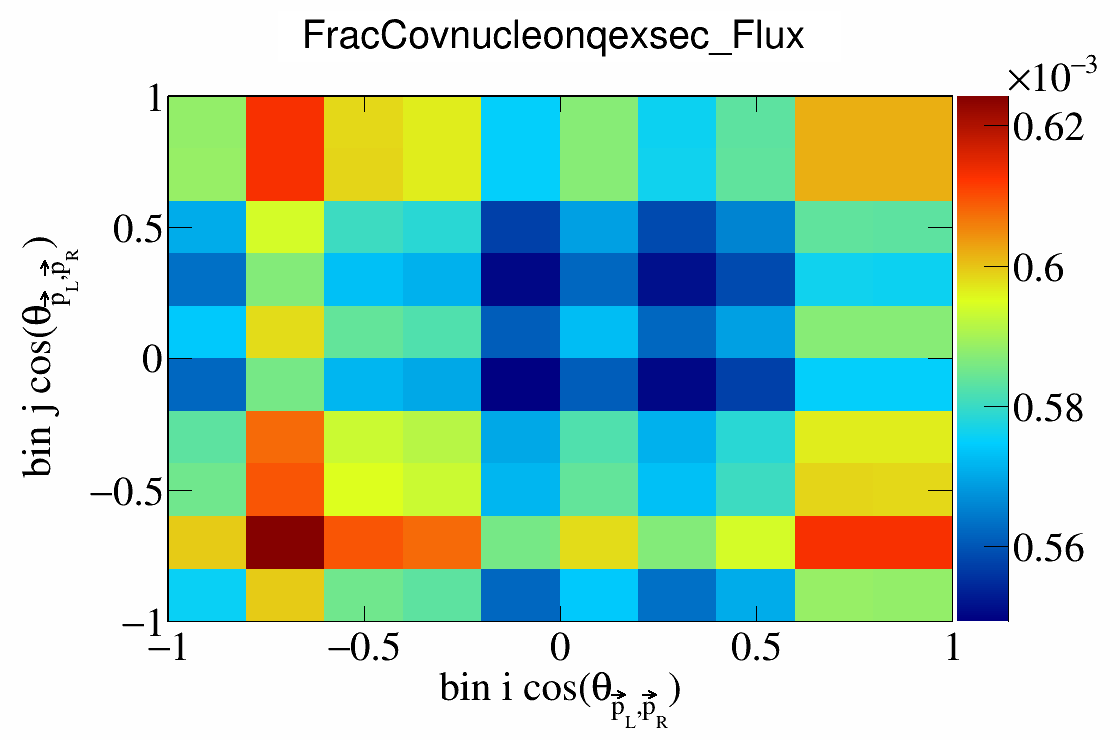 FracCovnucleonqexsec_Flux
×10⁻³
1
0.5
0
−0.5
−1
0.62
0.6
0.58
0.56
bin j cos(θ_{p⃗_L,p⃗_R})
−1 −0.5 0 0.5 1
bin i cos(θ_{p⃗_L,p⃗_R})